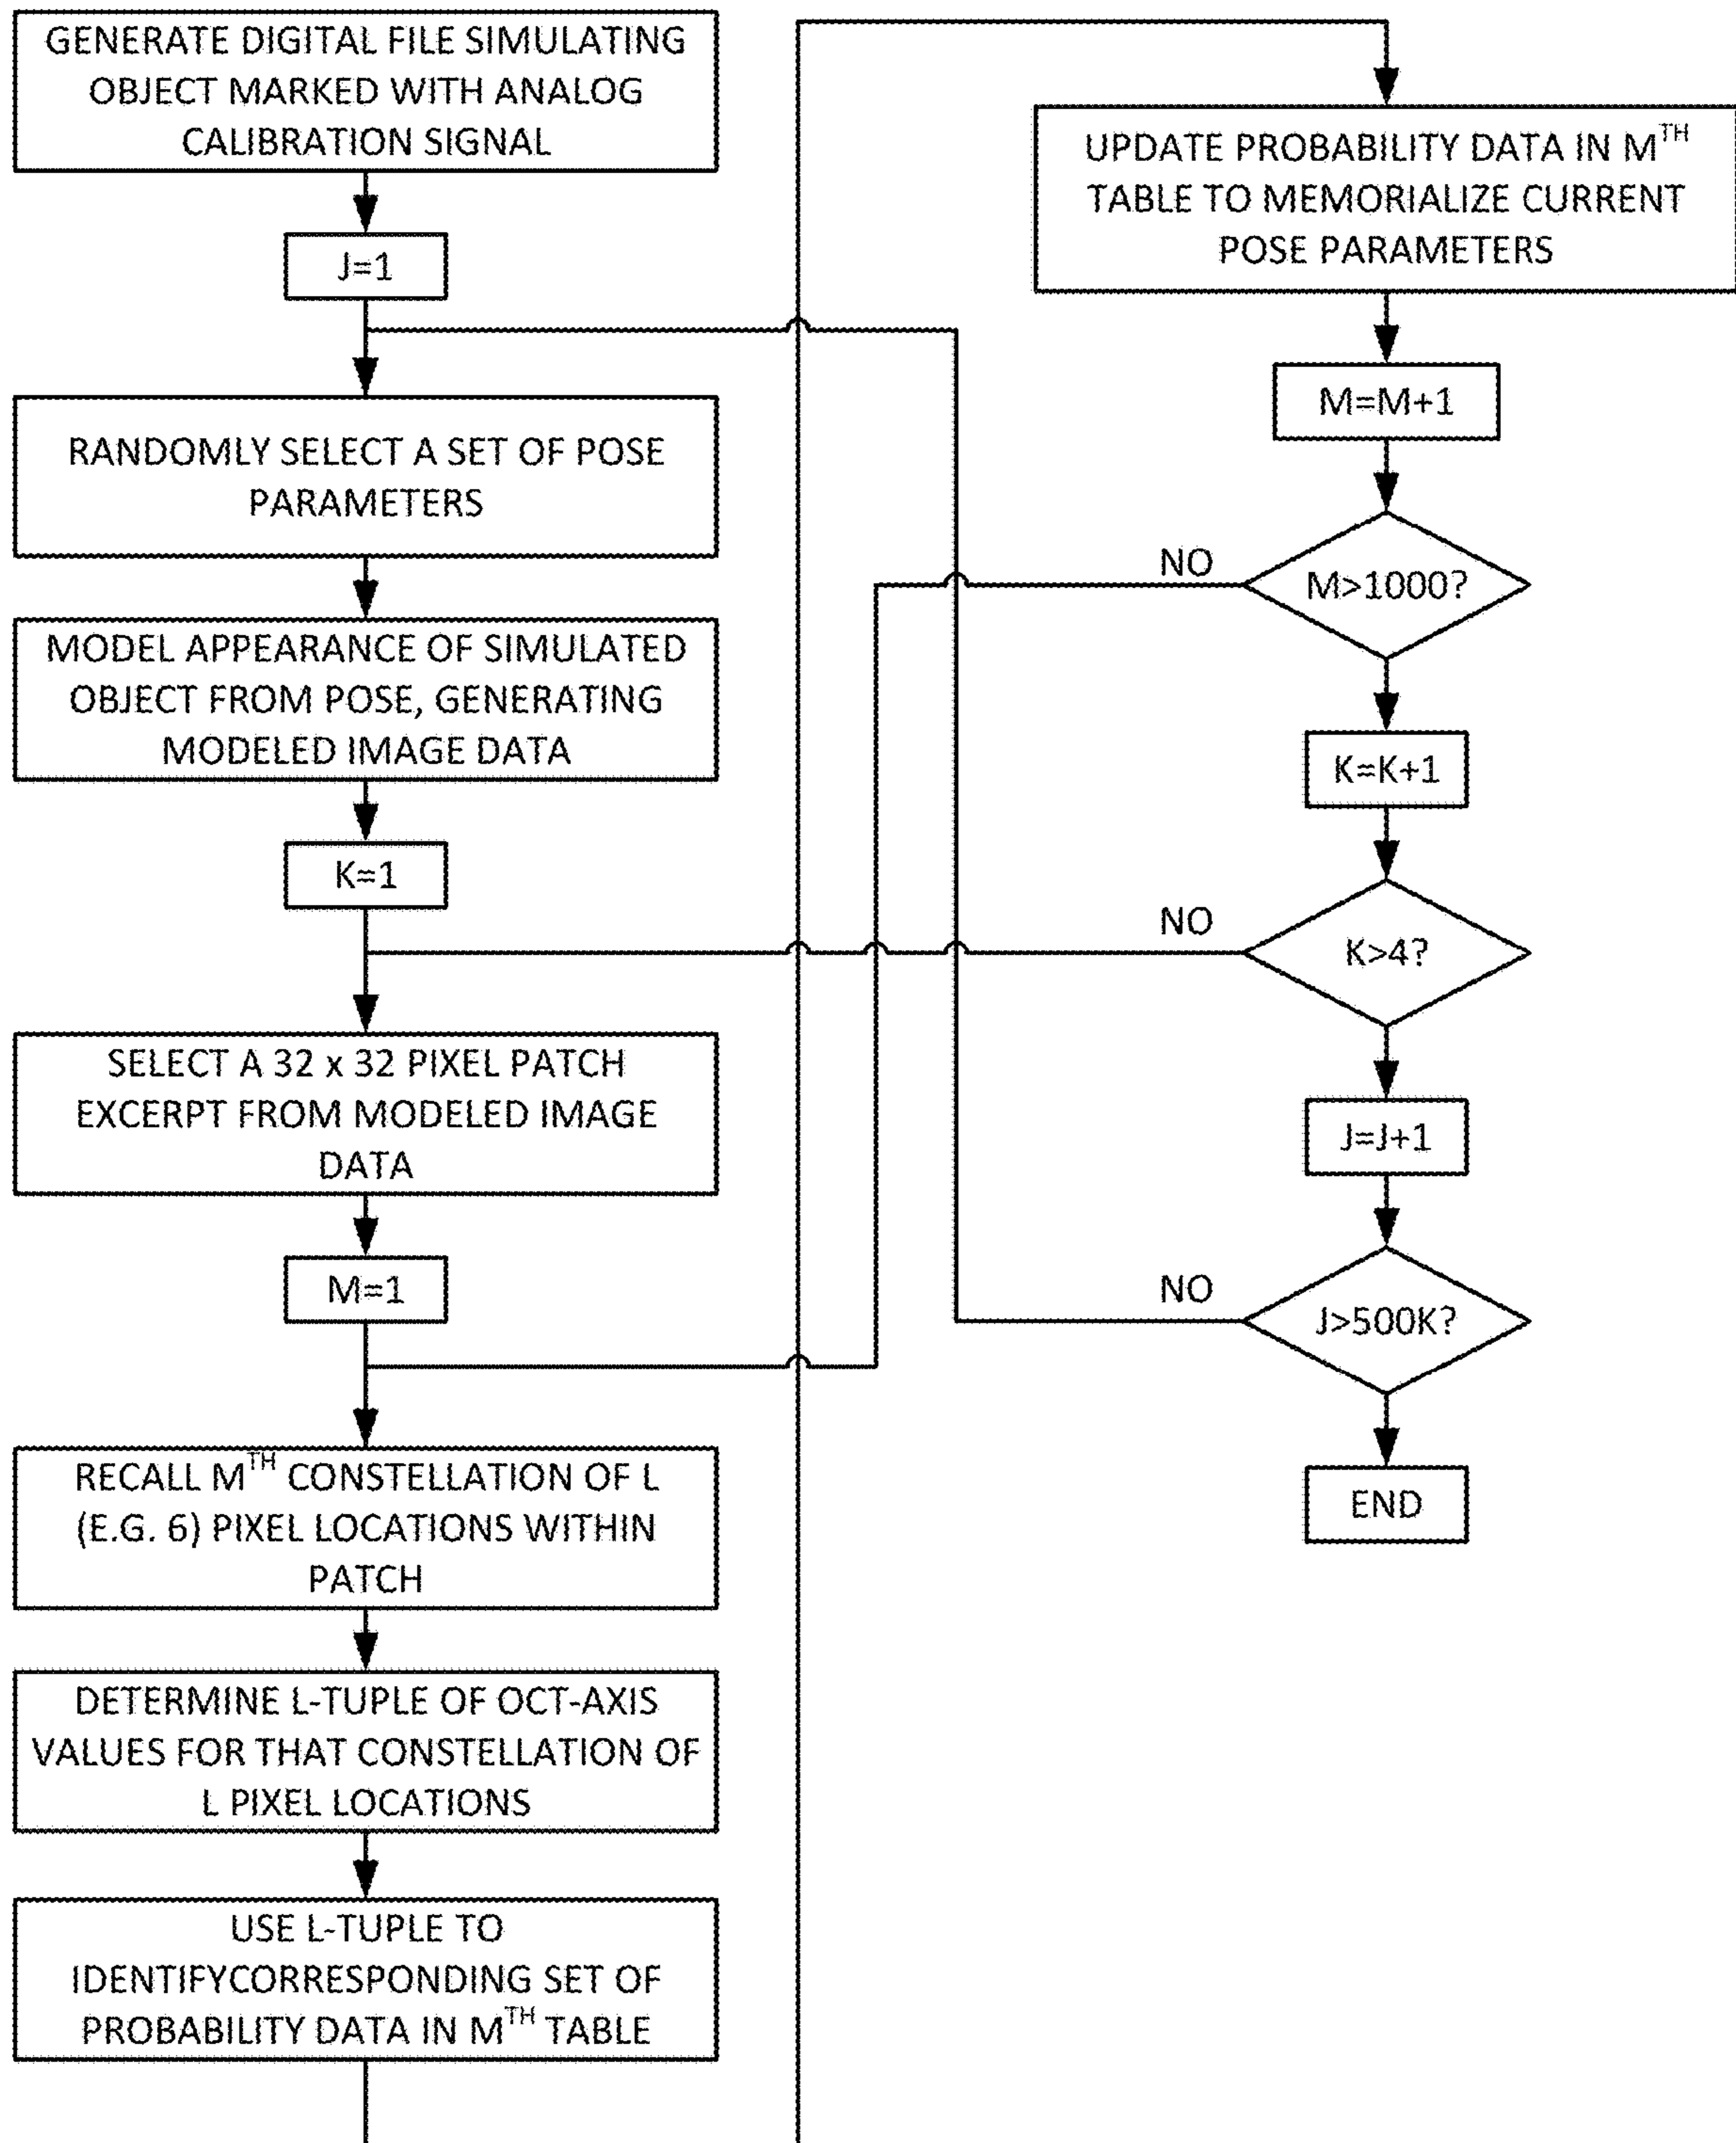 GENERATE DIGITAL FILE SIMULATING
OBJECT MARKED WITH ANALOG
CALIBRATION SIGNAL
J=1
RANDOMLY SELECT A SET OF POSE
PARAMETERS
MODEL APPEARANCE OF SIMULATED
OBJECT FROM POSE, GENERATING
MODELED IMAGE DATA
K=1
SELECT A 32 x 32 PIXEL PATCH
EXCERPT FROM MODELED IMAGE
DATA
M=1
RECALL M^TH CONSTELLATION OF L
(E.G. 6) PIXEL LOCATIONS WITHIN
PATCH
DETERMINE L-TUPLE OF OCT-AXIS
VALUES FOR THAT CONSTELLATION OF
L PIXEL LOCATIONS
USE L-TUPLE TO
IDENTIFYCORRESPONDING SET OF
PROBABILITY DATA IN M^TH TABLE
UPDATE PROBABILITY DATA IN M^TH
TABLE TO MEMORIALIZE CURRENT
POSE PARAMETERS
M=M+1
NO
M>1000?
K=K+1
NO
K>4?
J=J+1
NO
J>500K?
END